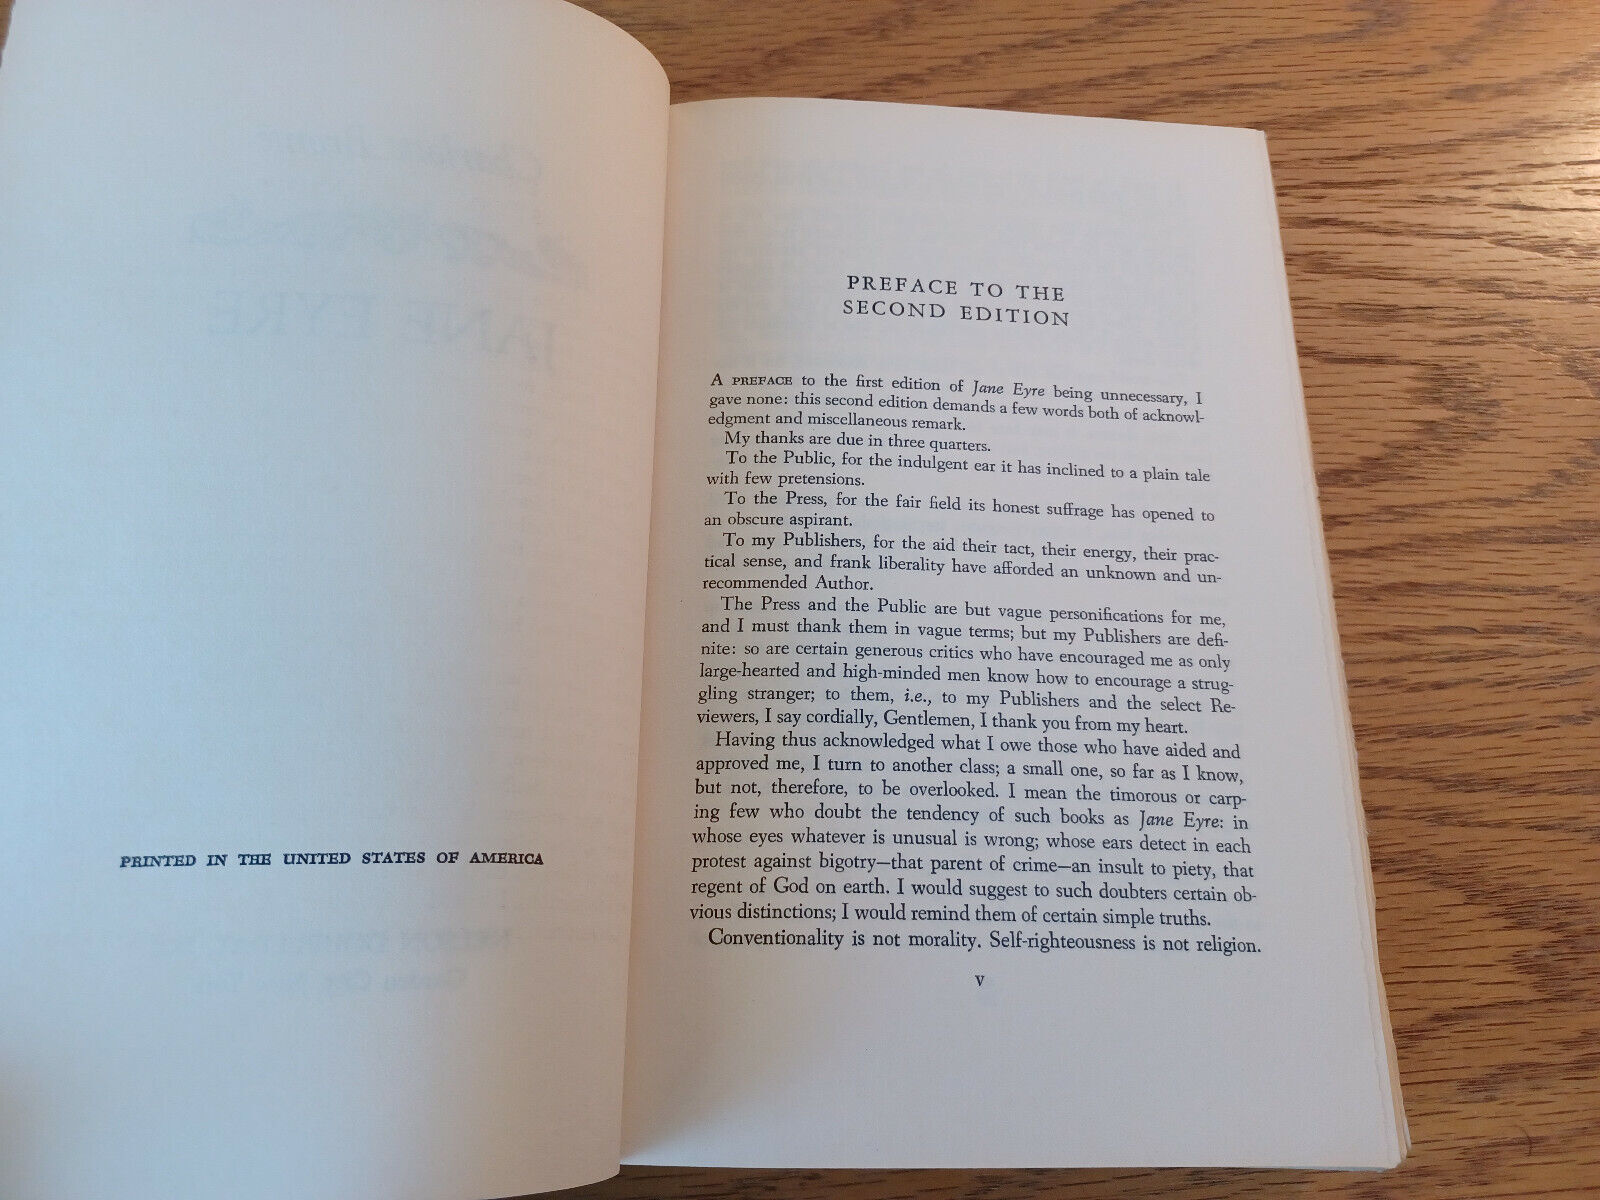 PRINTED IN THE UNITED STATES OF AMERICA
PREFACE TO THE
SECOND EDITION
A PREFACE to the first edition of Jane Eyre being unnecessary, I
gave none: this second edition demands a few words both of acknowl-
edgment and miscellaneous remark.
My thanks are due in three quarters.
To the Public, for the indulgent ear it has inclined to a plain tale
with few pretensions.
To the Press, for the fair field its honest suffrage has opened to
an obscure aspirant.
To my Publishers, for the aid their tact, their energy, their prac-
tical sense, and frank liberality have afforded an unknown and un-
recommended Author.
The Press and the Public are but vague personifications for me,
and I must thank them in vague terms; but my Publishers are defi-
nite: so are certain generous critics who have encouraged me as only
large-hearted and high-minded men know how to encourage a strug-
gling stranger; to them, i.e., to my Publishers and the select Re-
viewers, I say cordially, Gentlemen, I thank you from my heart.
Having thus acknowledged what I owe those who have aided and
approved me, I turn to another class; a small one, so far as I know,
but not, therefore, to be overlooked. I mean the timorous or carp-
ing few who doubt the tendency of such books as Jane Eyre: in
whose eyes whatever is unusual is wrong; whose ears detect in each
protest against bigotry—that parent of crime—an insult to piety, that
regent of God on earth. I would suggest to such doubters certain ob-
vious distinctions; I would remind them of certain simple truths.
Conventionality is not morality. Self-righteousness is not religion.
v